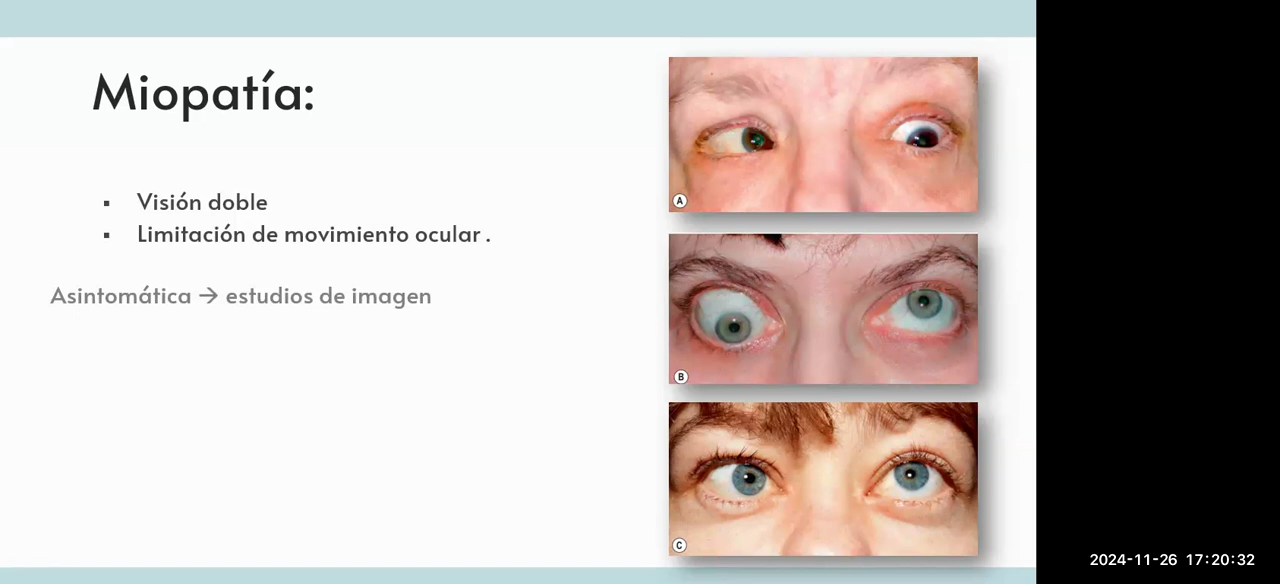 Miopatía:
▪ Visión doble
▪ Limitación de movimiento ocular .
Asintomática → estudios de imagen
A
B
C
2024-11-26 17:20:32